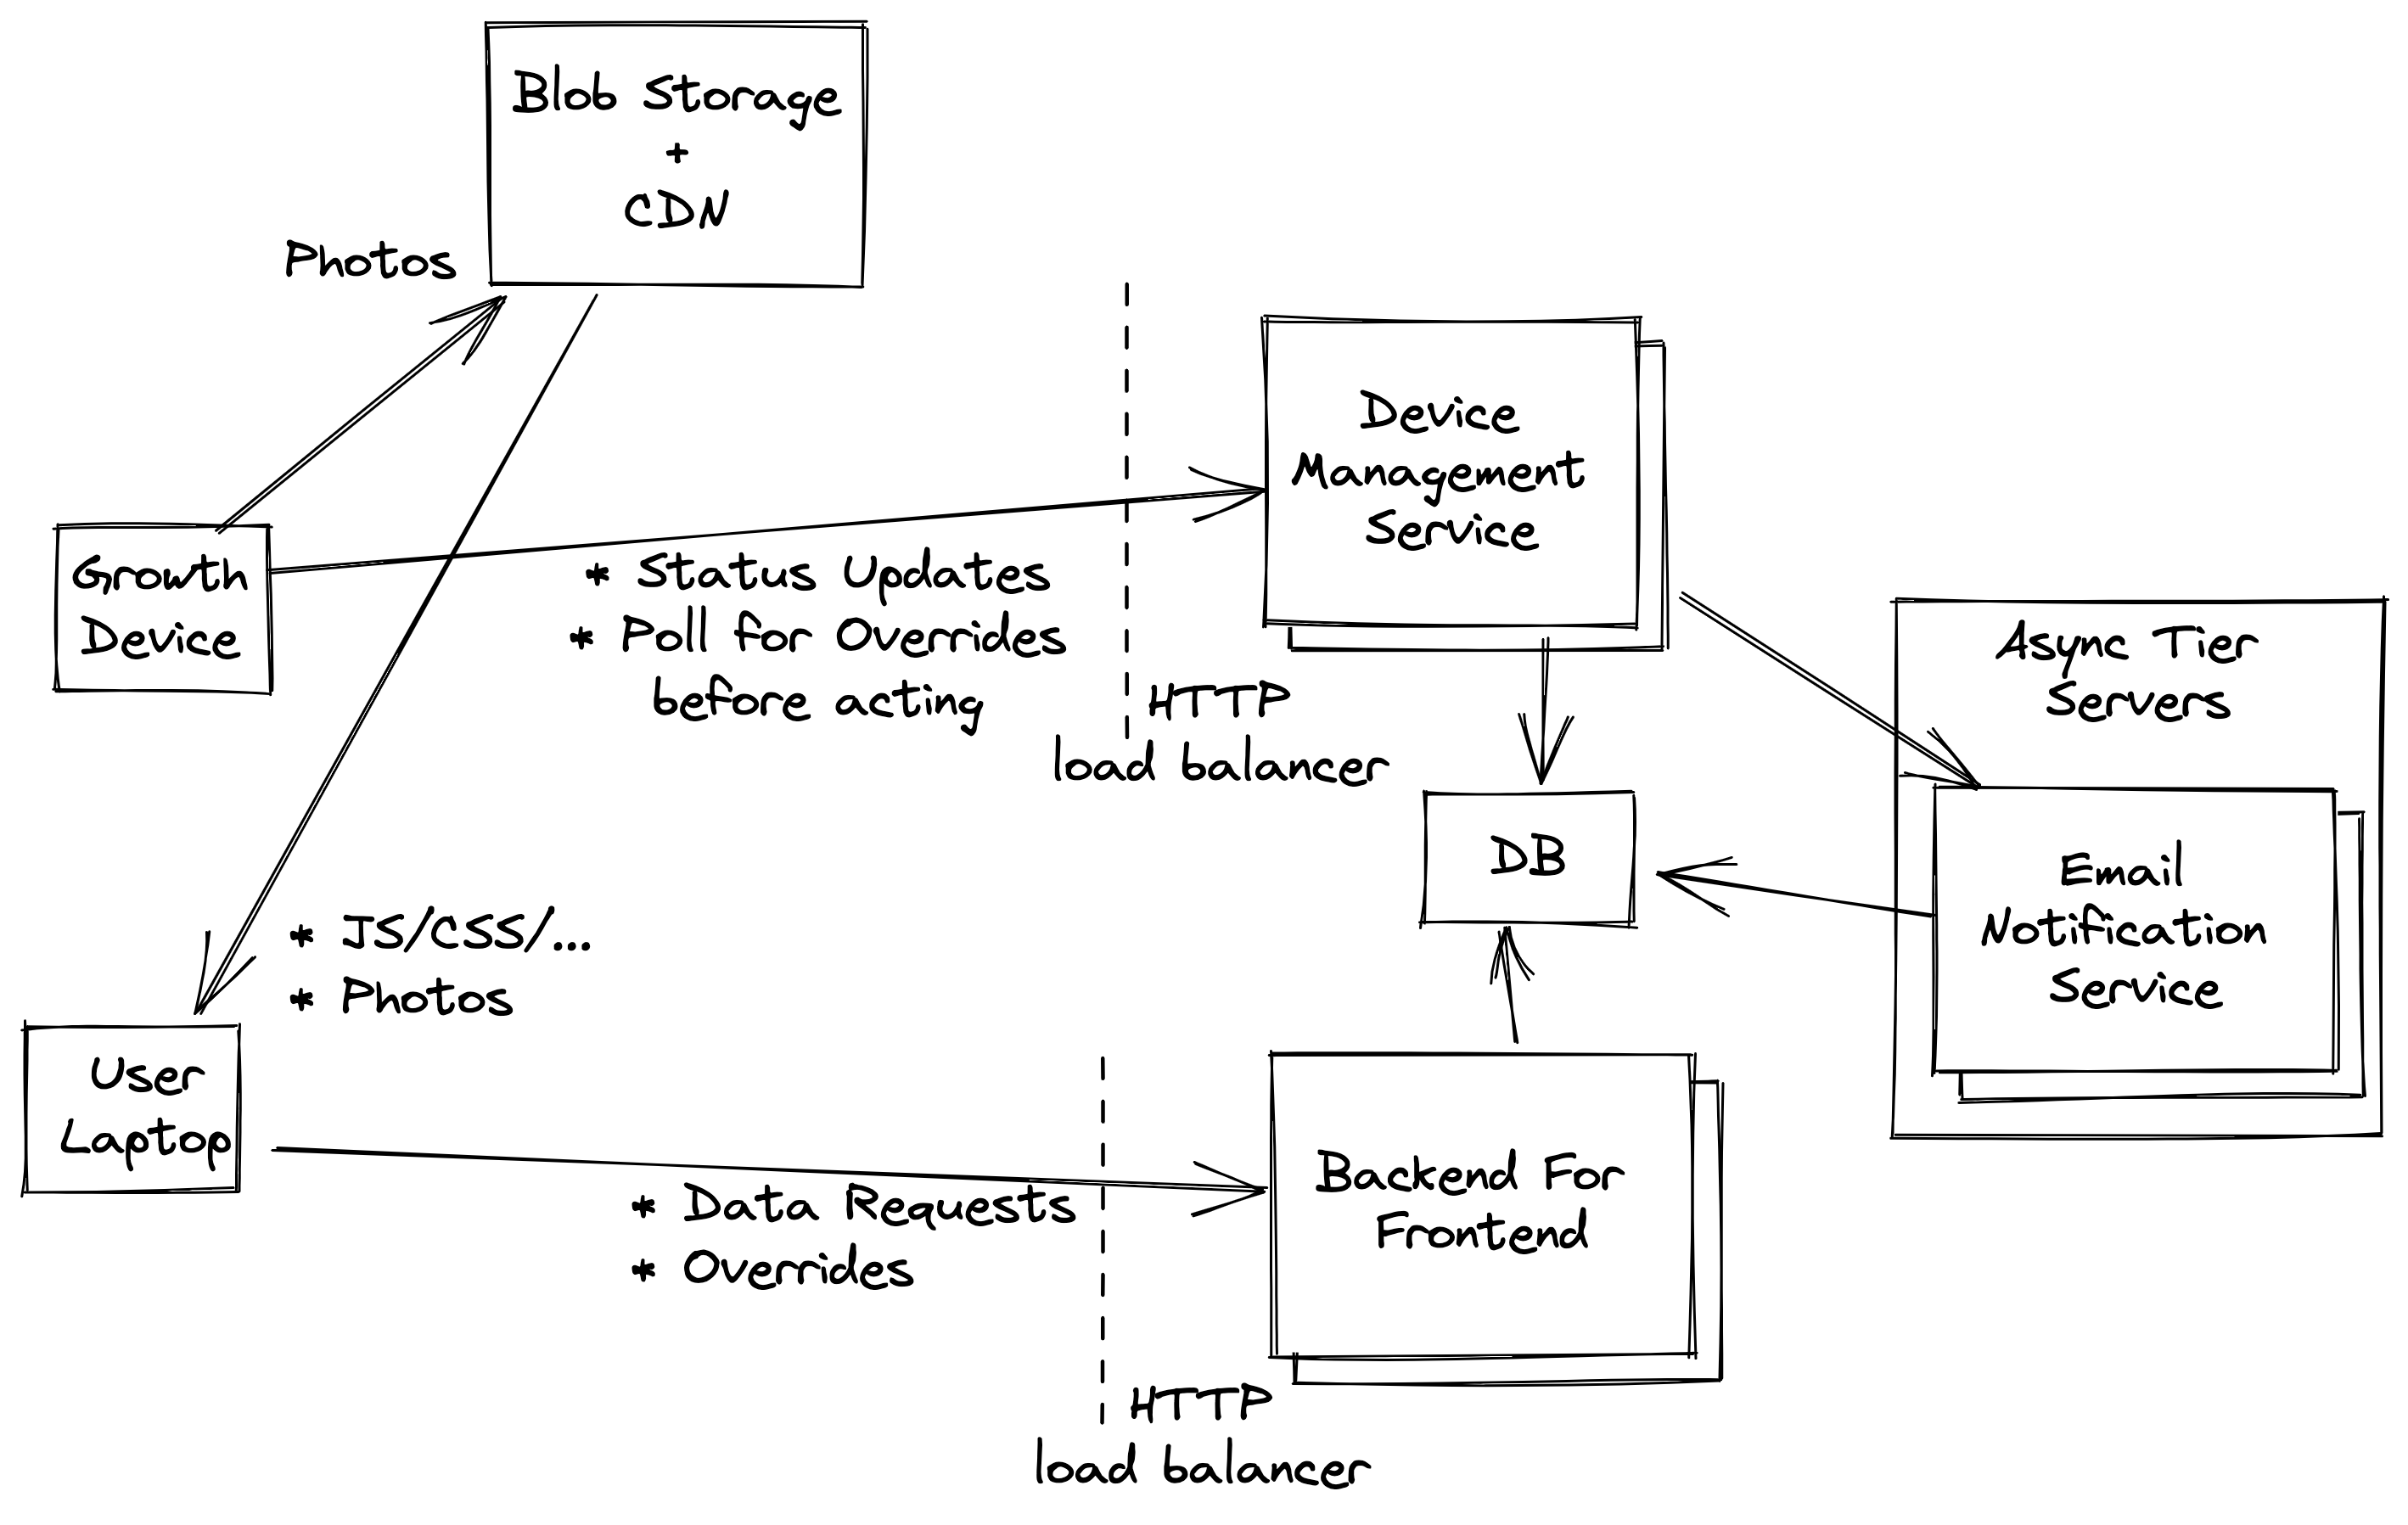 Blob Storage
+
CDN
Photos
Growth
Device
* Status Updates
* Poll for Overrides
before acting
HTTP
load balancer
Device
Management
Service
Async Tier
Servers
Email
Notification
Service
DB
* JS/CSS/...
* Photos
User
Laptop
* Data Requests
* Overrides
HTTP
load balancer
Backend For
Frontend